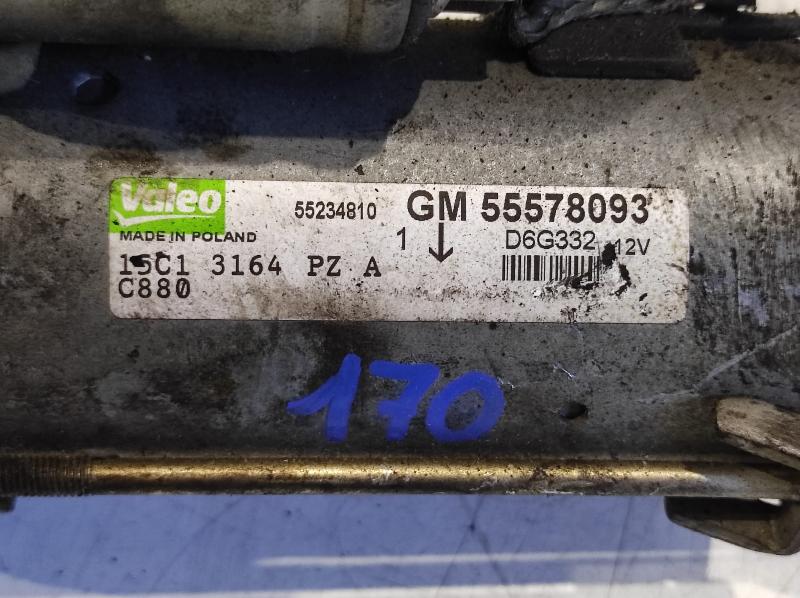 Valeo 55234810 GM 55578093
MADE IN POLAND 1 ↓ D6G332 12V
15C1 3164 PZ A
C880
170